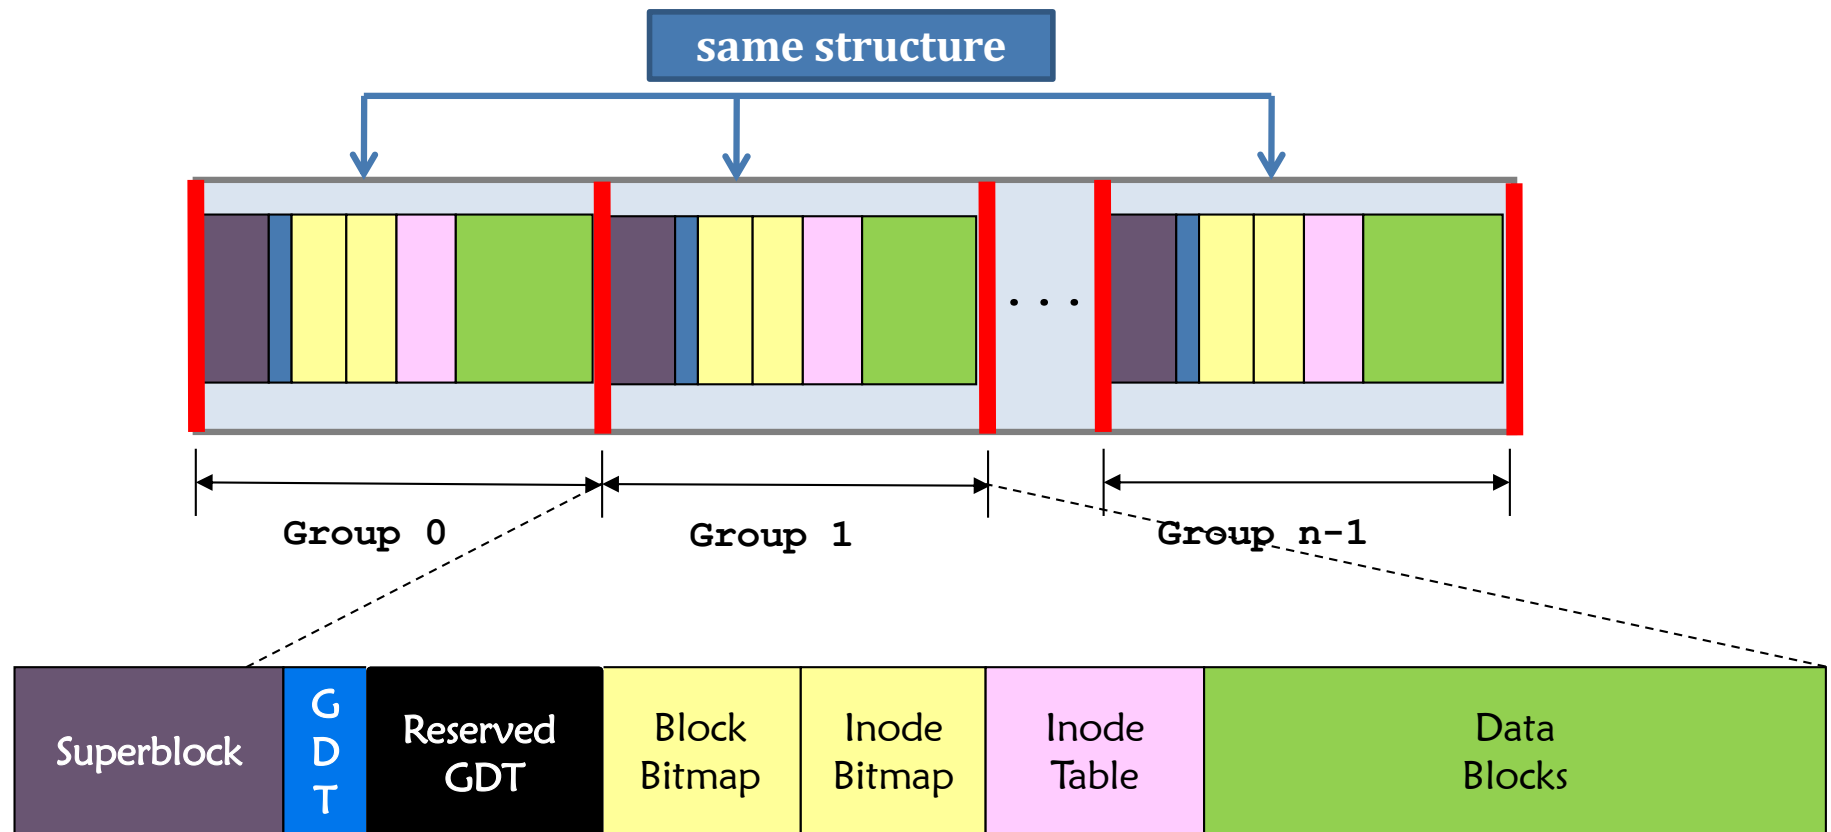 same structure
. . .
Group 0
Group 1
Group n-1
Superblock
G
D
T
Reserved
GDT
Block
Bitmap
Inode
Bitmap
Inode
Table
Data
Blocks